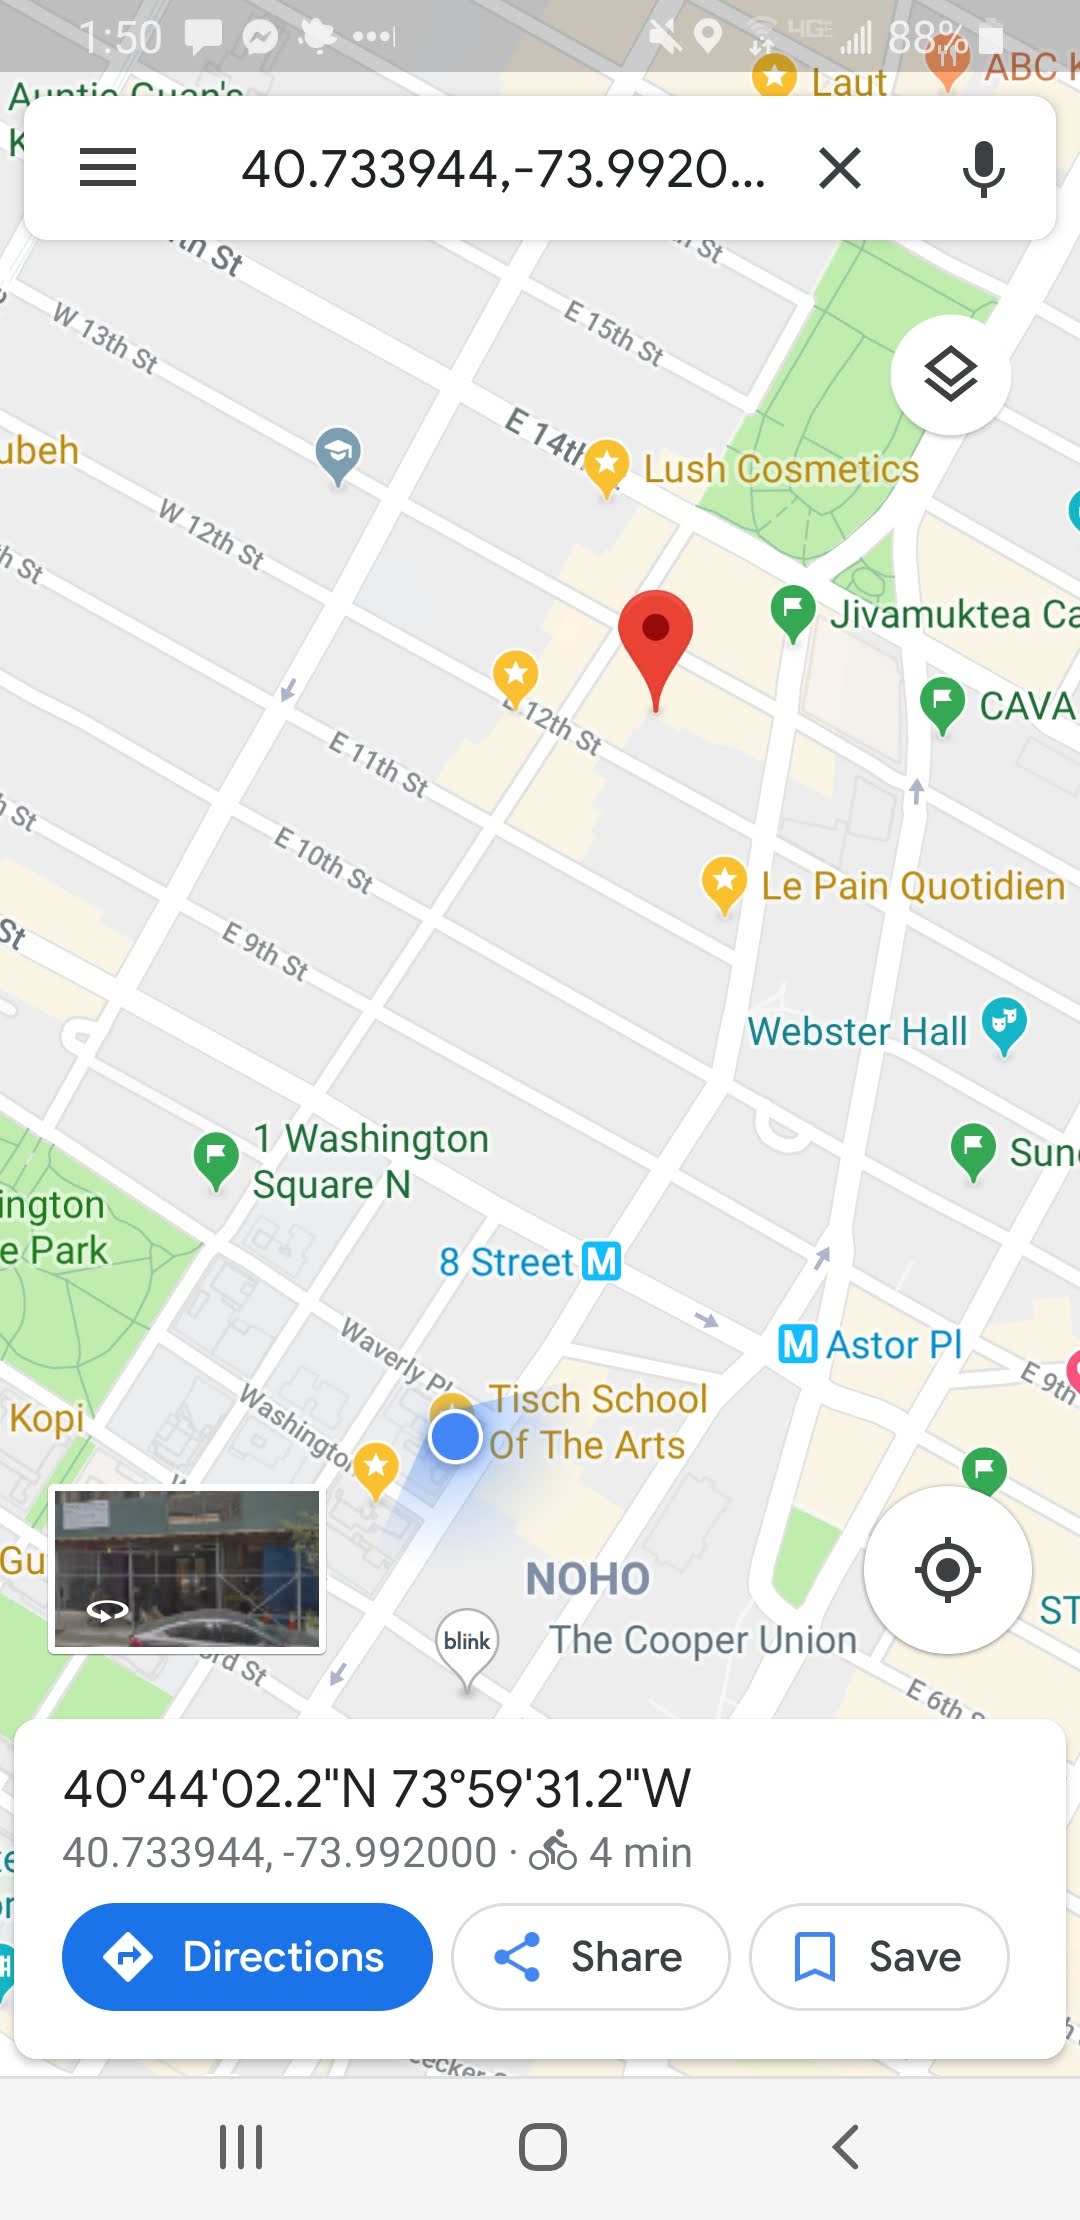 1:50
4GE
88%
Laut
ABC K
Auntie Guan's
K
40.733944,-73.9920...
th St
St
W 13th St
E 15th St
E 14th
ubeh
Lush Cosmetics
W 12th St
h St
Jivamuktea Ca
CAVA
E 12th St
E 11th St
h St
E 10th St
Le Pain Quotidien
St
E 9th St
Webster Hall
1 Washington
Square N
Sun
ington
e Park
8 Street M
M Astor Pl
Waverly Pl
E 9th
Washington
Tisch School
Of The Arts
Kopi
Gu
NOHO
ST
blink
The Cooper Union
rd St
E 6th S
40°44'02.2"N 73°59'31.2"W
40.733944, -73.992000 · 4 min
Directions
Share
Save
ecker